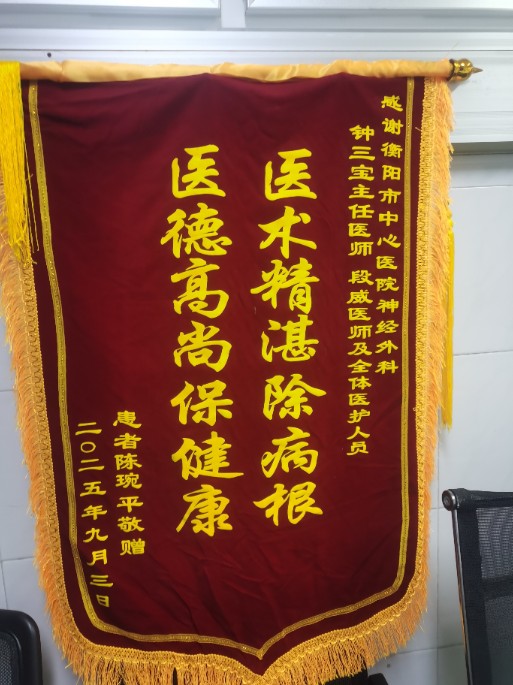 感谢衡阳市中心医院神经外科
钟三宝主任医师 段威医师及全体医护人员
医术精湛除病根
医德高尚保健康
患者陈琬平敬赠
二〇二五年九月三日